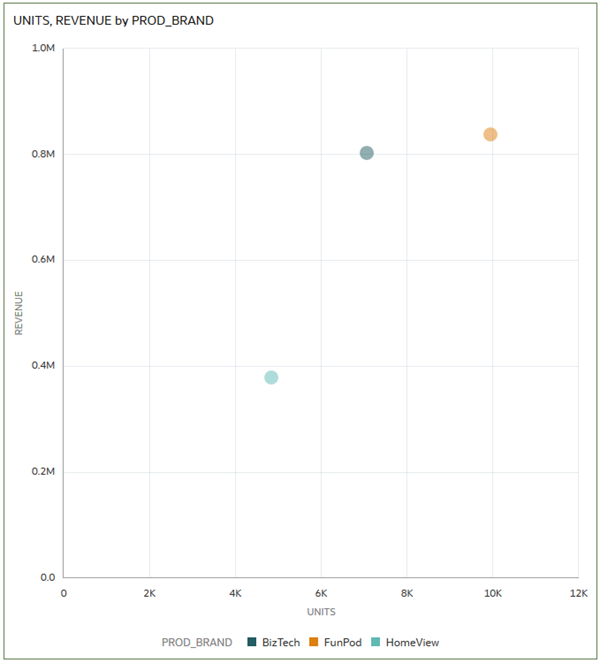 UNITS, REVENUE by PROD_BRAND
1.0M
0.8M
0.6M
0.4M
0.2M
0.0
REVENUE
0 2K 4K 6K 8K 10K 12K
UNITS
PROD_BRAND BizTech FunPod HomeView